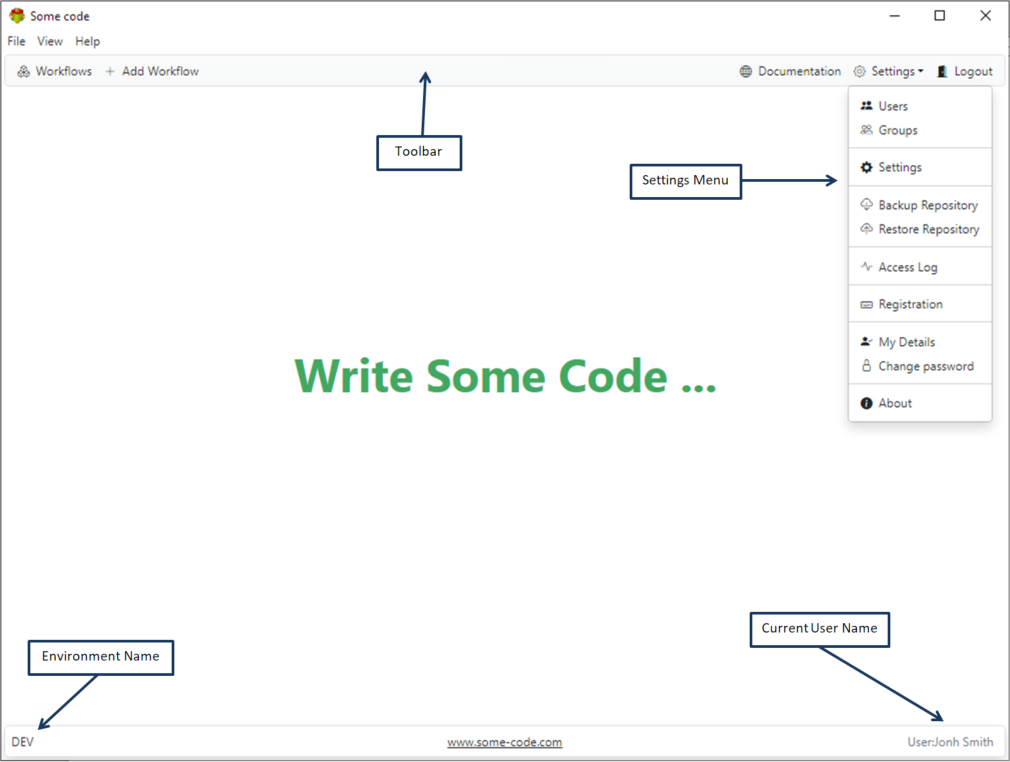 Some code
File View Help
Workflows + Add Workflow Documentation Settings Logout
Users
Groups
Toolbar
Settings
Settings Menu
Backup Repository
Restore Repository
Access Log
Registration
My Details
Change password
Write Some Code ...
About
Current User Name
Environment Name
DEV www.some-code.com User:Jonh Smith